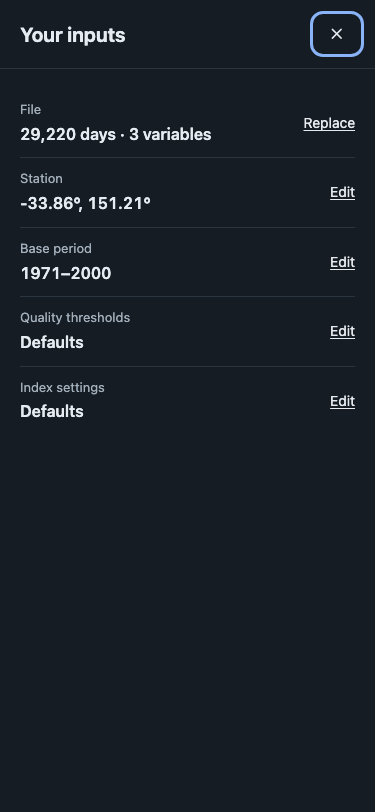 Your inputs
File
29,220 days · 3 variables
Replace
Station
-33.86°, 151.21°
Edit
Base period
1971–2000
Edit
Quality thresholds
Defaults
Edit
Index settings
Defaults
Edit